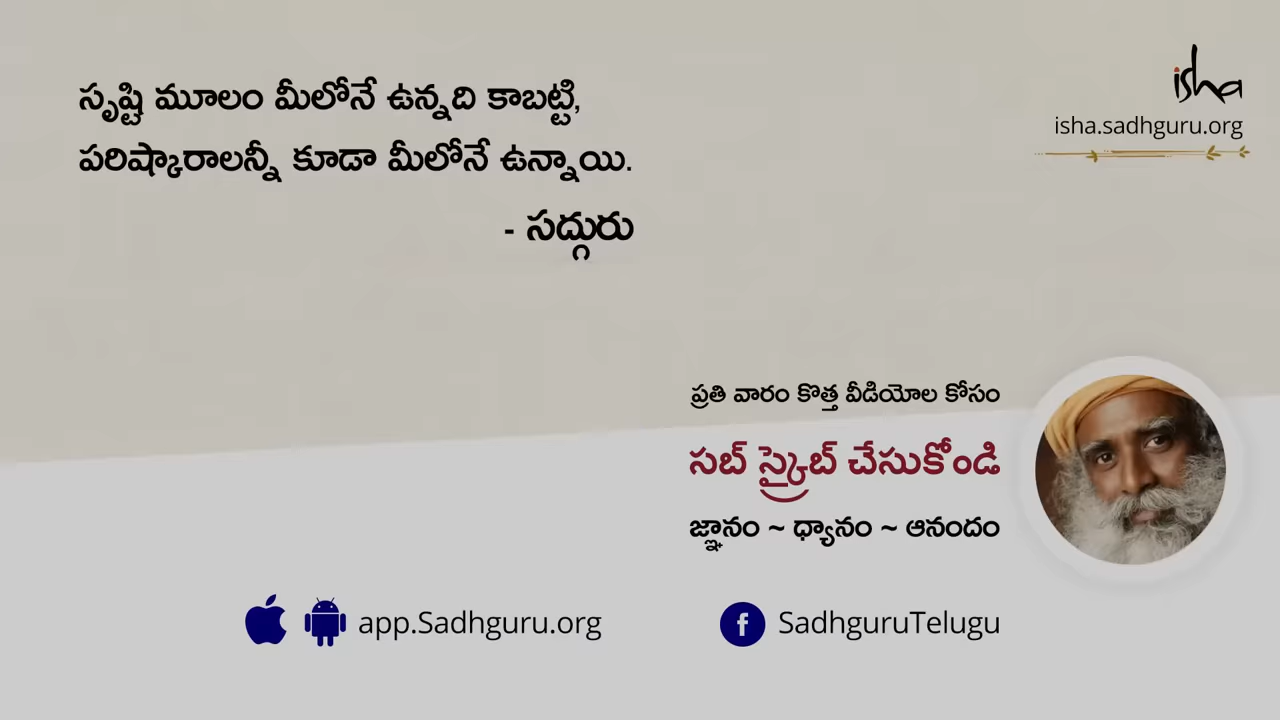 సృష్టి మూలం మీలోనే ఉన్నది కాబట్టి,
పరిష్కారాలన్నీ కూడా మీలోనే ఉన్నాయి.
- సద్గురు
isha
isha.sadhguru.org
ప్రతి వారం కొత్త వీడియోల కోసం
సబ్ స్క్రైబ్ చేసుకోండి
జ్ఞానం ~ ధ్యానం ~ ఆనందం
app.Sadhguru.org
f SadhguruTelugu